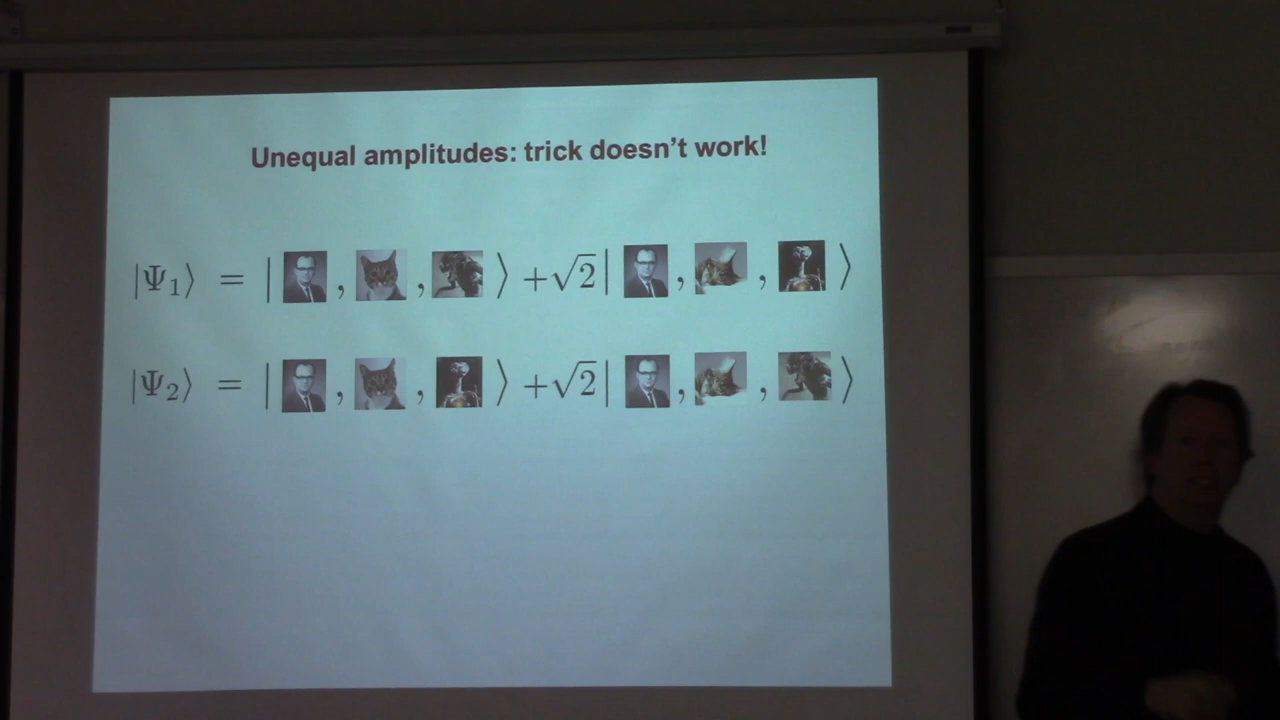 Unequal amplitudes: trick doesn't work!
|Ψ₁⟩ = | , , ⟩ +√2| , , ⟩
|Ψ₂⟩ = | , , ⟩ +√2| , , ⟩